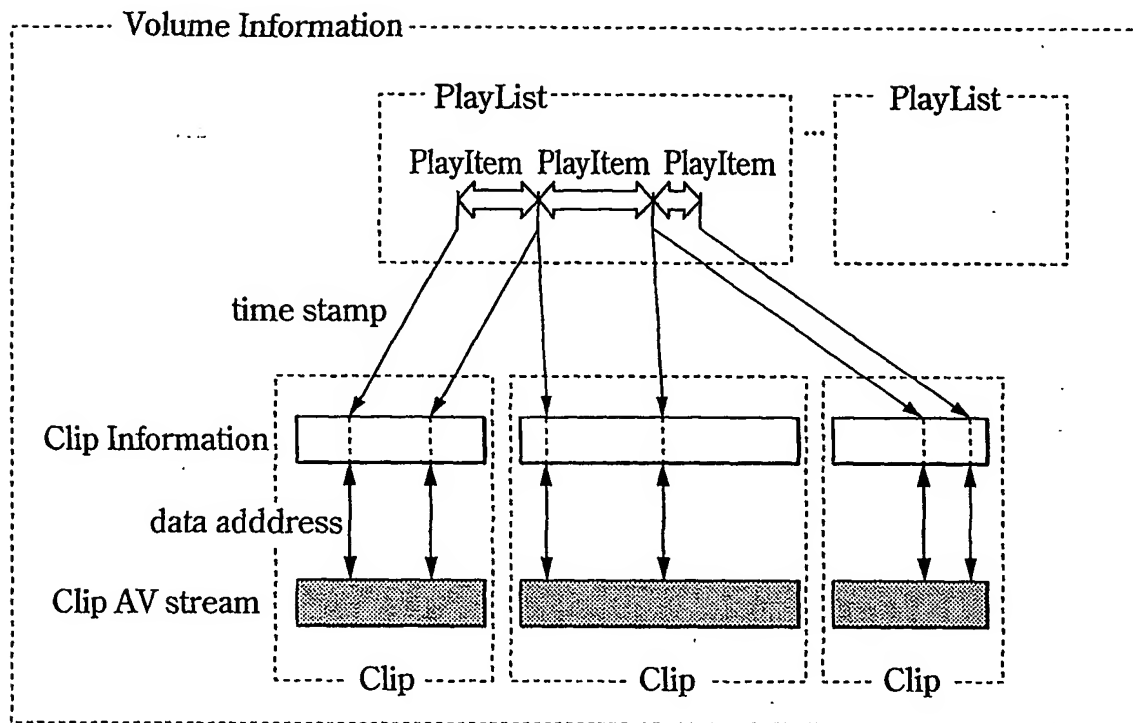 Volume Information
PlayList
PlayList
...
PlayItem PlayItem PlayItem
time stamp
Clip Information
data adddress
Clip AV stream
Clip
Clip
Clip